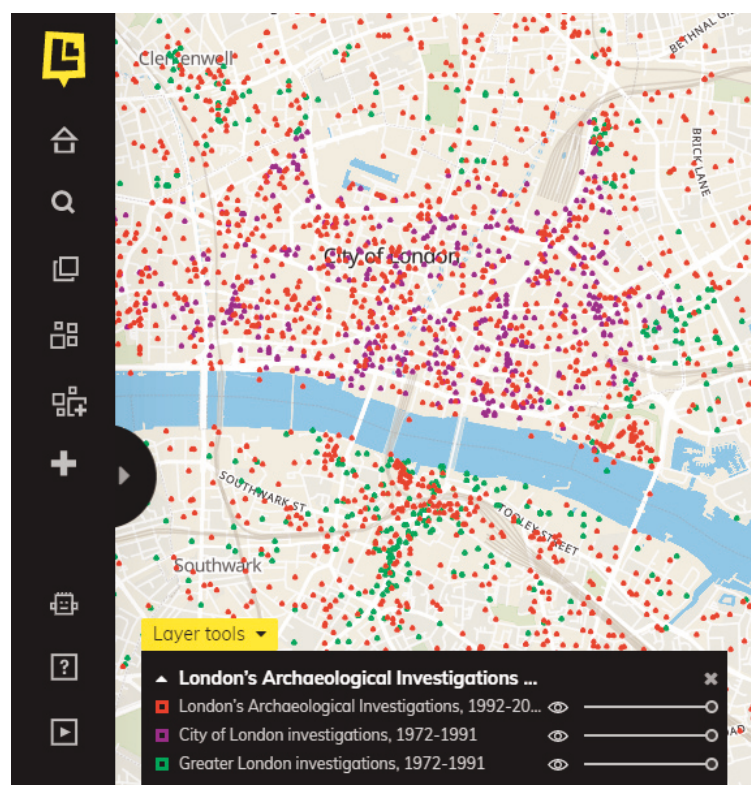 Clerkenwell
BETHNAL G
BRICK LANE
City of London
SOUTHWARK ST
TOOLEY STREET
Southwark
Layer tools
London's Archaeological Investigations ...
London's Archaeological Investigations, 1992-20...
City of London investigations, 1972-1991
Greater London investigations, 1972-1991